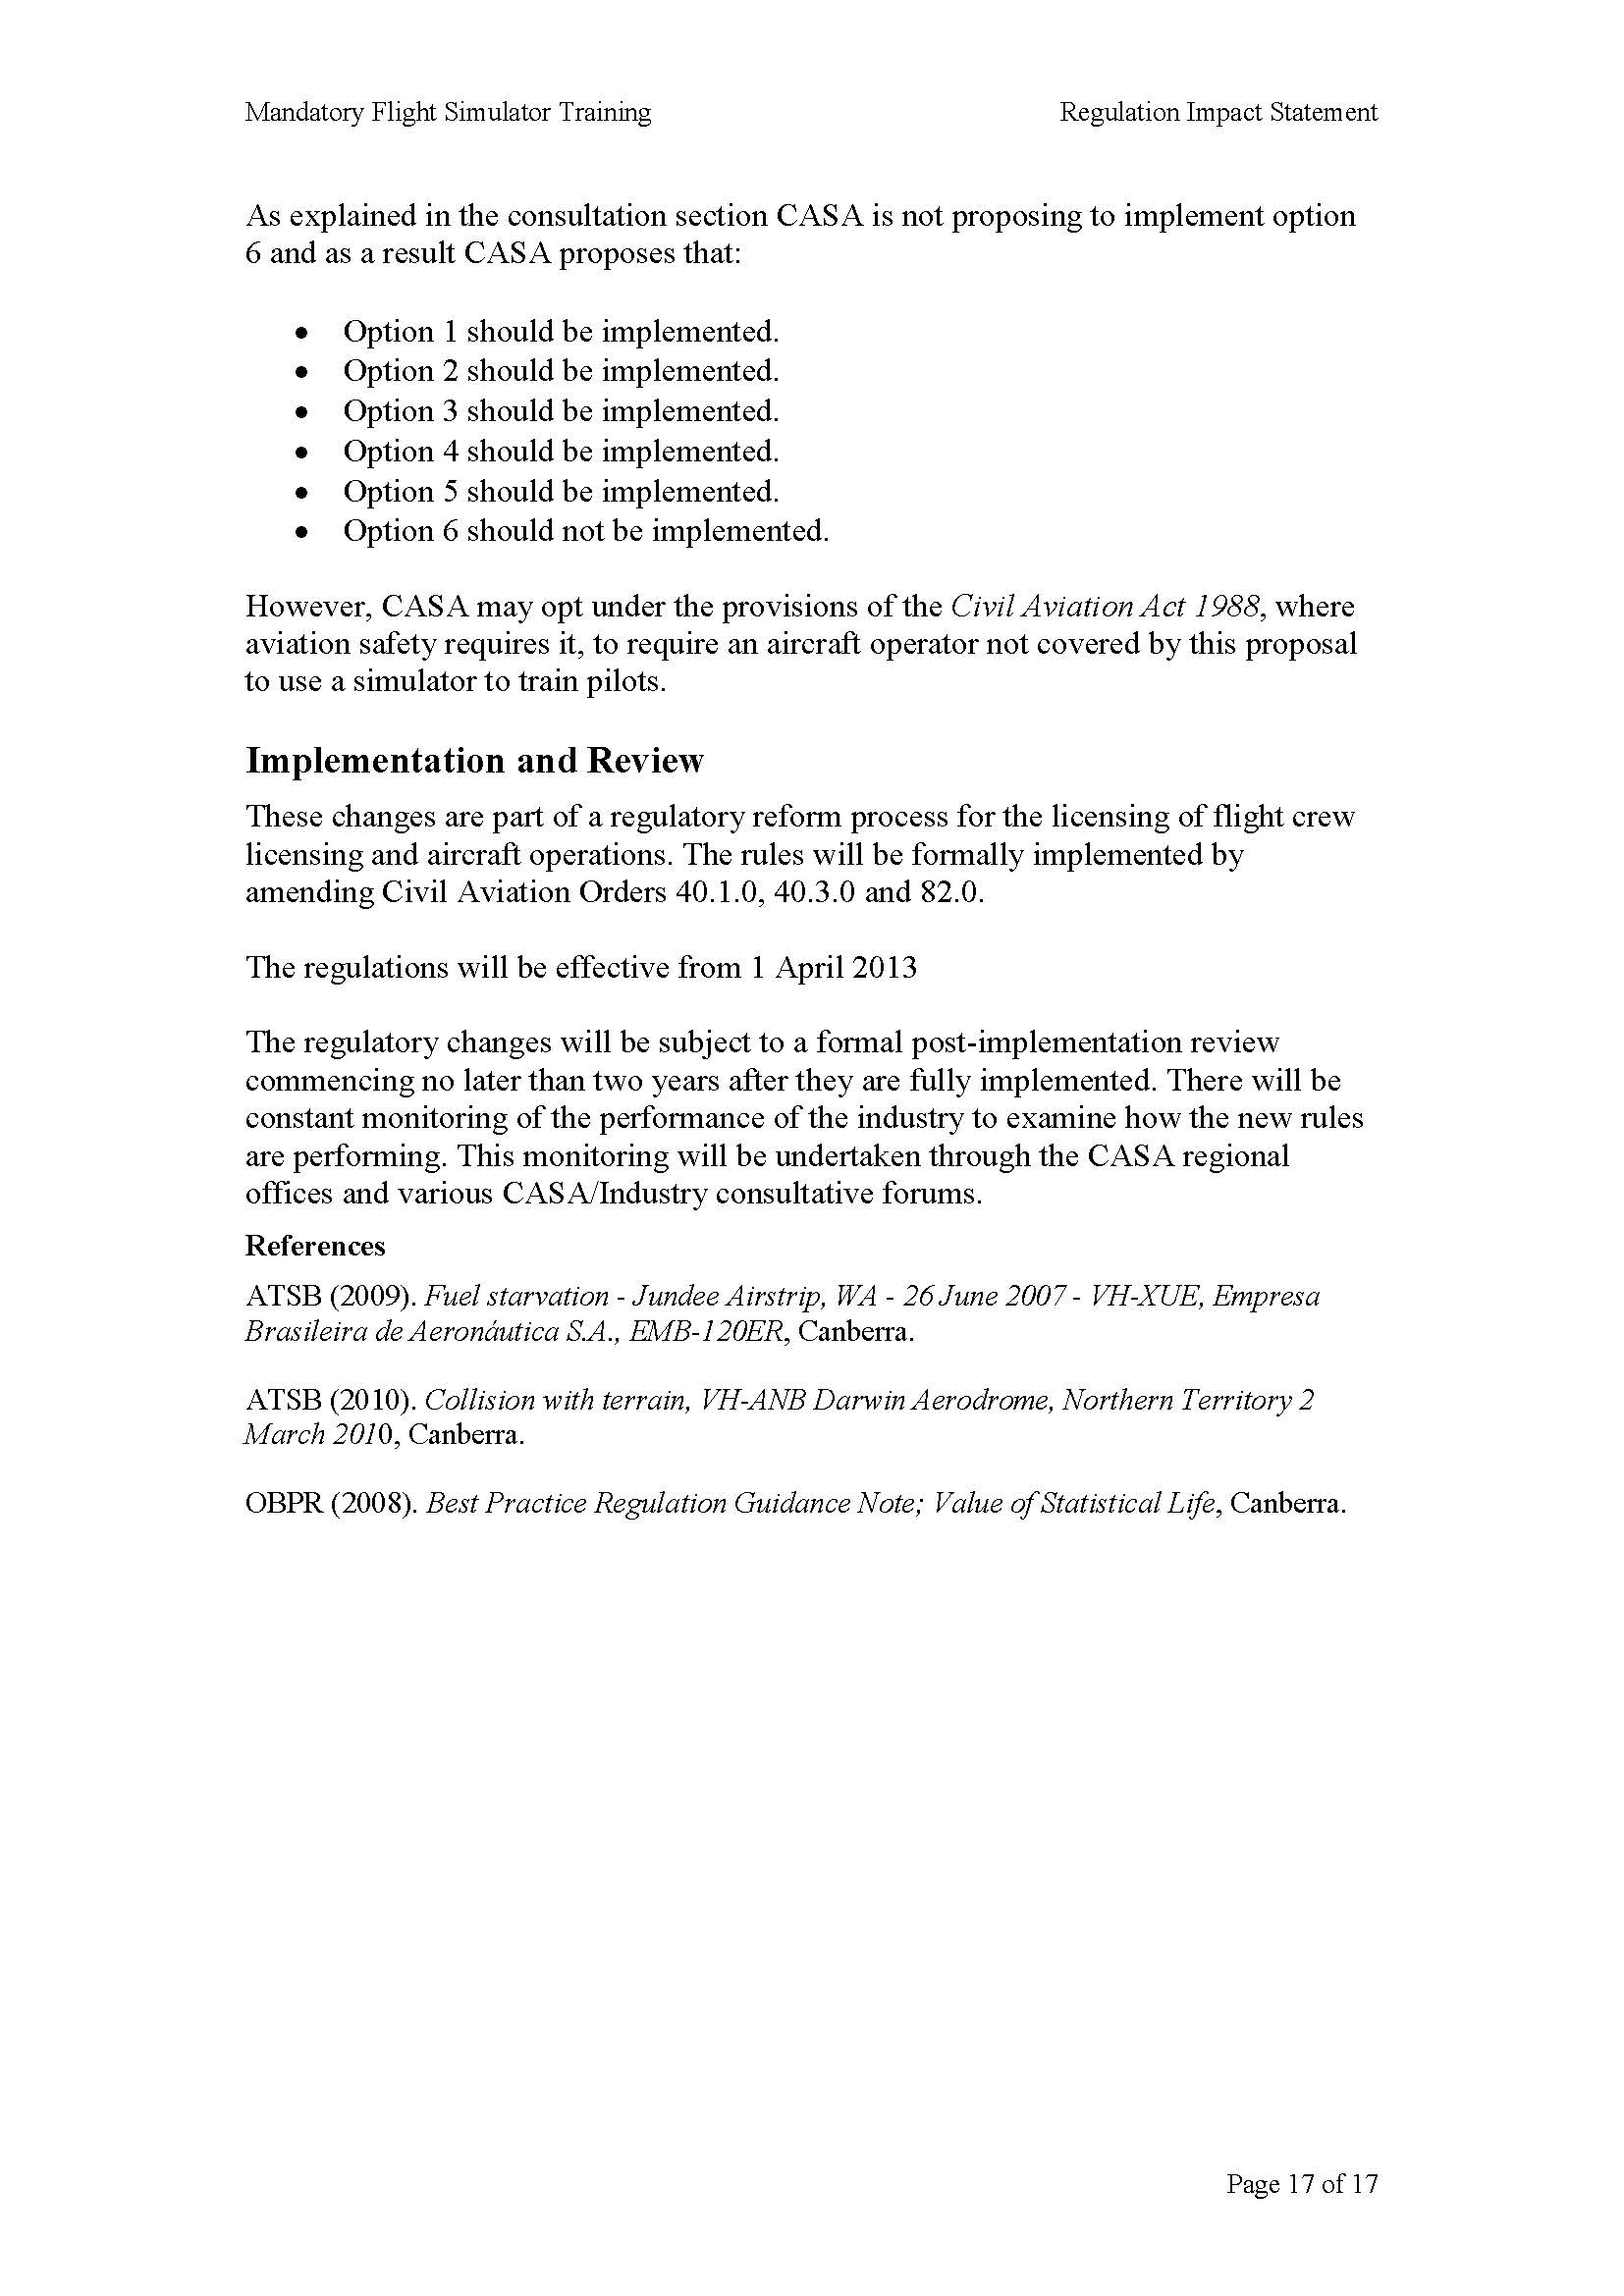 Mandatory Flight Simulator Training Regulation Impact Statement
As explained in the consultation section CASA is not proposing to implement option
6 and as a result CASA proposes that:
• Option 1 should be implemented.
• Option 2 should be implemented.
• Option 3 should be implemented.
• Option 4 should be implemented.
• Option 5 should be implemented.
• Option 6 should not be implemented.
However, CASA may opt under the provisions of the Civil Aviation Act 1988, where
aviation safety requires it, to require an aircraft operator not covered by this proposal
to use a simulator to train pilots.
Implementation and Review
These changes are part of a regulatory reform process for the licensing of flight crew
licensing and aircraft operations. The rules will be formally implemented by
amending Civil Aviation Orders 40.1.0, 40.3.0 and 82.0.
The regulations will be effective from 1 April 2013
The regulatory changes will be subject to a formal post-implementation review
commencing no later than two years after they are fully implemented. There will be
constant monitoring of the performance of the industry to examine how the new rules
are performing. This monitoring will be undertaken through the CASA regional
offices and various CASA/Industry consultative forums.
References
ATSB (2009). Fuel starvation - Jundee Airstrip, WA - 26 June 2007 - VH-XUE, Empresa
Brasileira de Aeronáutica S.A., EMB-120ER, Canberra.
ATSB (2010). Collision with terrain, VH-ANB Darwin Aerodrome, Northern Territory 2
March 2010, Canberra.
OBPR (2008). Best Practice Regulation Guidance Note; Value of Statistical Life, Canberra.
Page 17 of 17